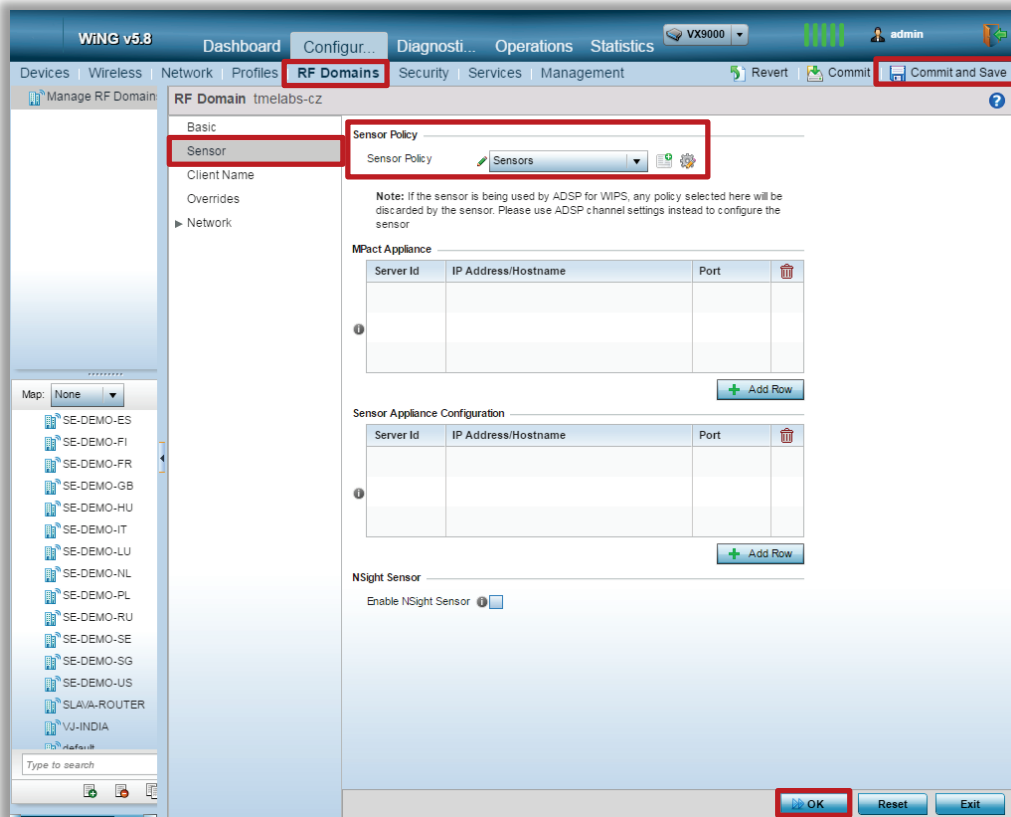 WiNG v5.8
Dashboard Configur... Diagnosti... Operations Statistics
VX9000
admin
Devices Wireless Network Profiles RF Domains Security Services Management
Revert Commit Commit and Save
Manage RF Domain
RF Domain tmelabs-cz
Basic
Sensor
Client Name
Overrides
Network
Sensor Policy
Sensor Policy Sensors
Note: If the sensor is being used by ADSP for WIPS, any policy selected here will be
discarded by the sensor. Please use ADSP channel settings instead to configure the
sensor
MPact Appliance
Server Id IP Address/Hostname Port
Add Row
Sensor Appliance Configuration
Server Id IP Address/Hostname Port
Add Row
NSight Sensor
Enable NSight Sensor
Map: None
SE-DEMO-ES
SE-DEMO-FI
SE-DEMO-FR
SE-DEMO-GB
SE-DEMO-HU
SE-DEMO-IT
SE-DEMO-LU
SE-DEMO-NL
SE-DEMO-PL
SE-DEMO-RU
SE-DEMO-SE
SE-DEMO-SG
SE-DEMO-US
SLAVA-ROUTER
VJ-INDIA
default
Type to search
OK Reset Exit